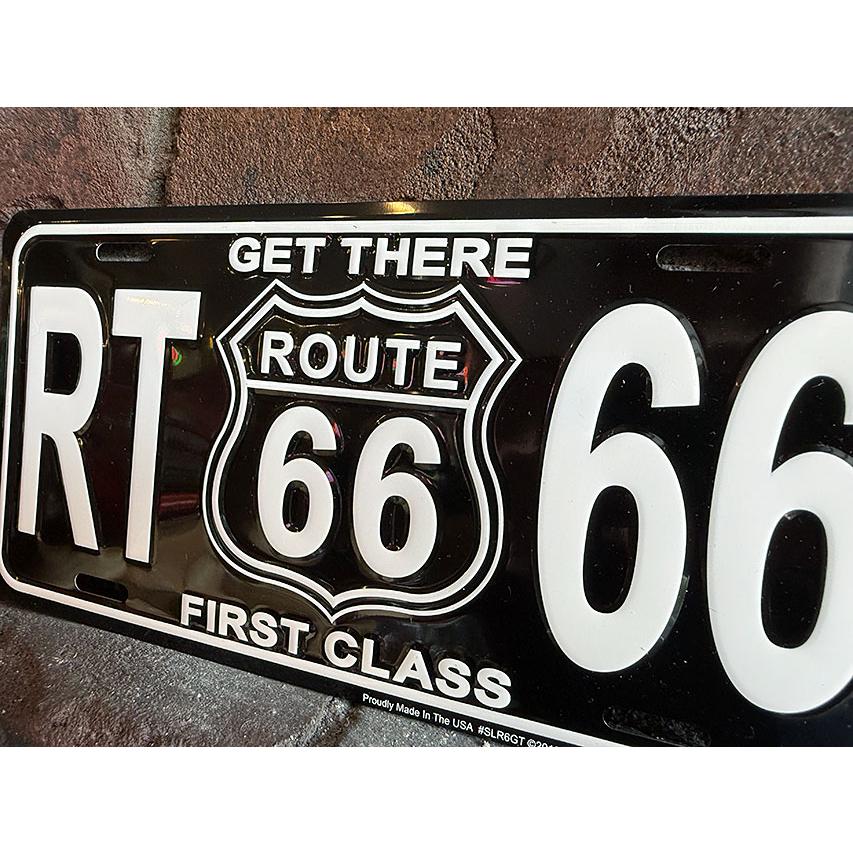 GET THERE
RT
ROUTE
66
66
FIRST CLASS
Proudly Made In The USA #SLR6GT